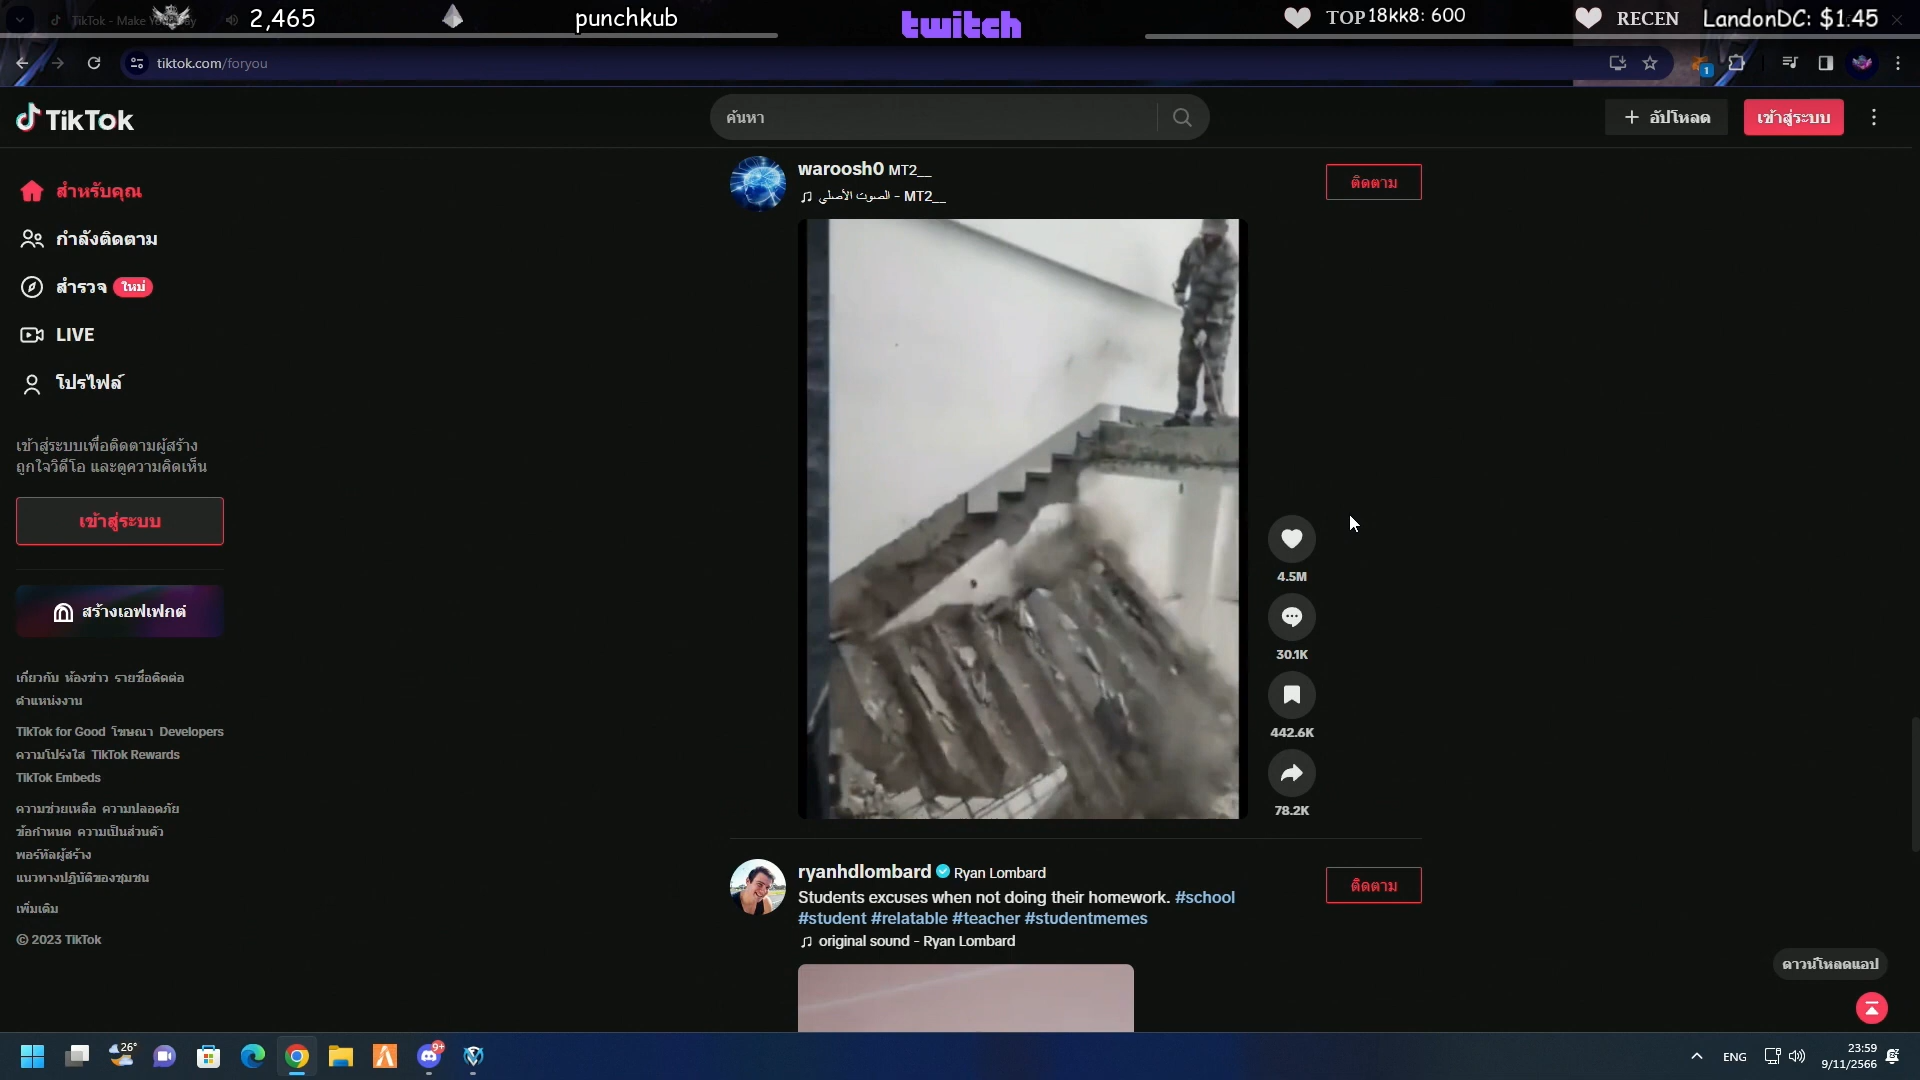 TikTok - Make Your Day
2,465
punchkub
twitch
TOP 18kk8: 600
RECEN LandonDC: $1.45
tiktok.com/foryou
1
TikTok
ค้นหา
อัปโหลด
เข้าสู่ระบบ
สำหรับคุณ
กำลังติดตาม
สำรวจ ใหม่
LIVE
โปรไฟล์
เข้าสู่ระบบเพื่อติดตามผู้สร้าง
ถูกใจวิดีโอ และดูความคิดเห็น
เข้าสู่ระบบ
สร้างเอฟเฟกต์
เกี่ยวกับ ห้องข่าว รายชื่อติดต่อ
ตำแหน่งงาน
TikTok for Good โฆษณา Developers
ความโปร่งใส TikTok Rewards
TikTok Embeds
ความช่วยเหลือ ความปลอดภัย
ข้อกำหนด ความเป็นส่วนตัว
พอร์ทัลผู้สร้าง
แนวทางปฏิบัติของชุมชน
เพิ่มเติม
© 2023 TikTok
waroosh0 MT2__
الصوت الأصلي - MT2__
ติดตาม
4.5M
30.1K
442.6K
78.2K
ryanhdlombard Ryan Lombard
Students excuses when not doing their homework. #school
#student #relatable #teacher #studentmemes
original sound - Ryan Lombard
ติดตาม
ดาวน์โหลดแอป
26°
9+
ENG
23:59
9/11/2566